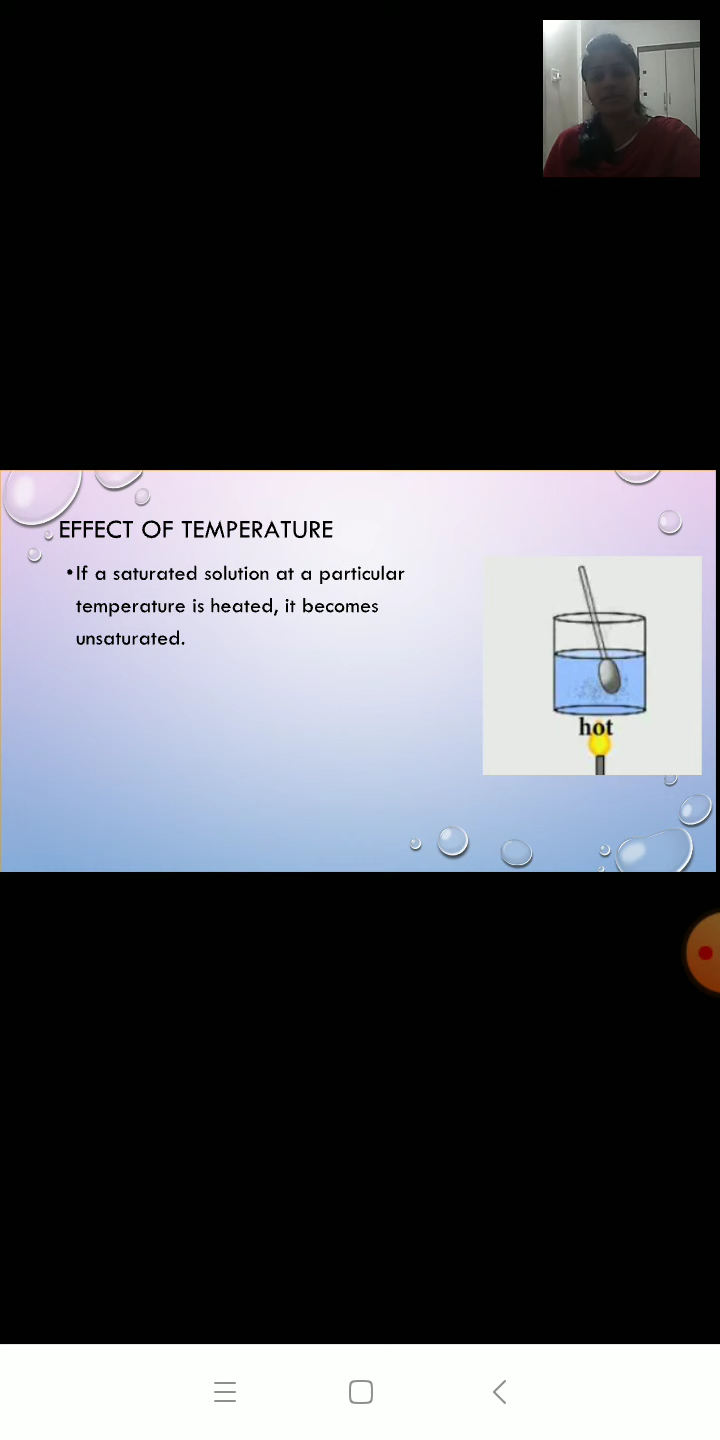 EFFECT OF TEMPERATURE
•If a saturated solution at a particular
temperature is heated, it becomes
unsaturated.
hot